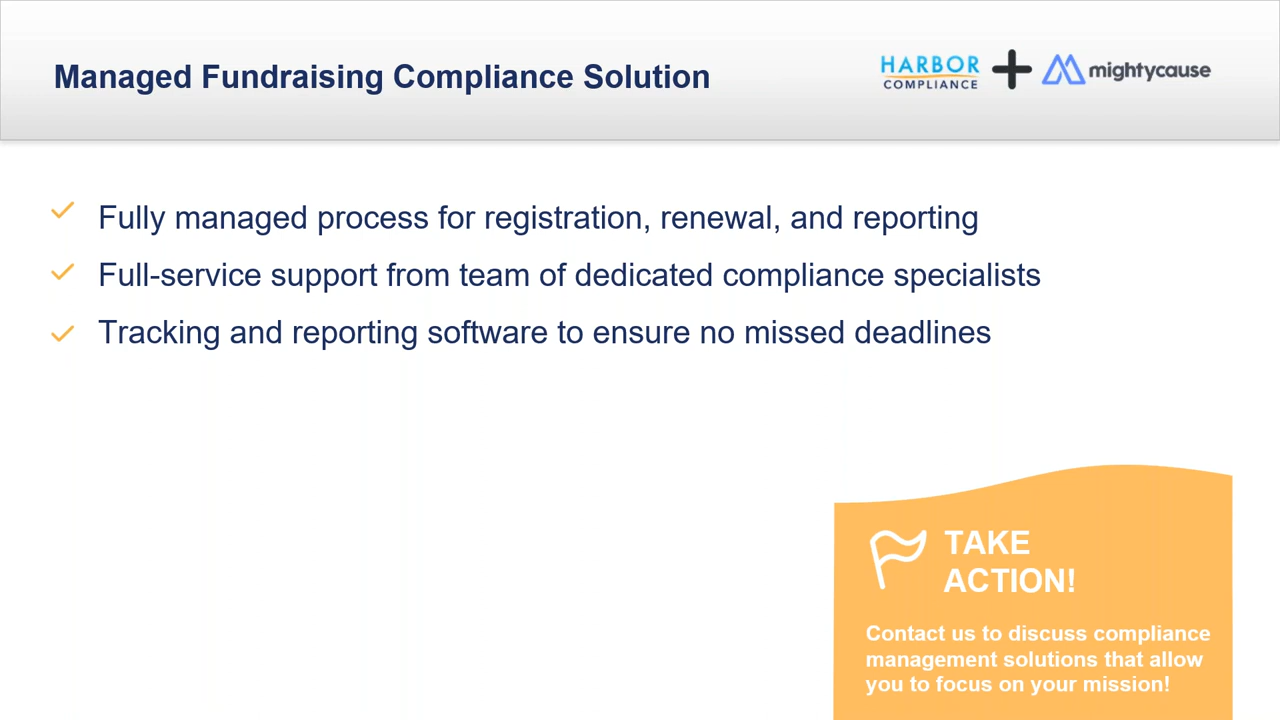 Managed Fundraising Compliance Solution
HARBOR
COMPLIANCE
mightycause
Fully managed process for registration, renewal, and reporting
Full-service support from team of dedicated compliance specialists
Tracking and reporting software to ensure no missed deadlines
TAKE
ACTION!
Contact us to discuss compliance
management solutions that allow
you to focus on your mission!